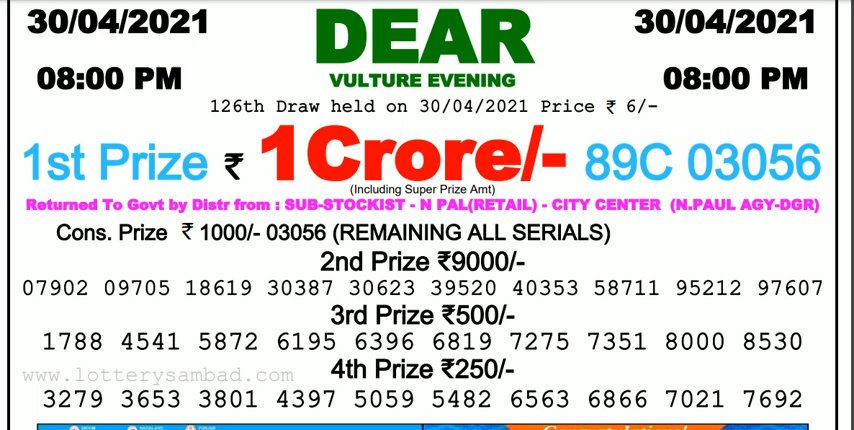 30/04/2021 DEAR 30/04/2021
08:00 PM VULTURE EVENING 08:00 PM
126th Draw held on 30/04/2021 Price ₹ 6/-
1st Prize ₹ 1Crore/- 89C 03056
(Including Super Prize Amt)
Returned To Govt by Distr from : SUB-STOCKIST - N PAL(RETAIL) - CITY CENTER (N.PAUL AGY-DGR)
Cons. Prize ₹ 1000/- 03056 (REMAINING ALL SERIALS)
2nd Prize ₹9000/-
07902 09705 18619 30387 30623 39520 40353 58711 95212 97607
3rd Prize ₹500/-
1788 4541 5872 6195 6396 6819 7275 7351 8000 8530
4th Prize ₹250/-
www.lotterysambad.com
3279 3653 3801 4397 5059 5482 6563 6866 7021 7692